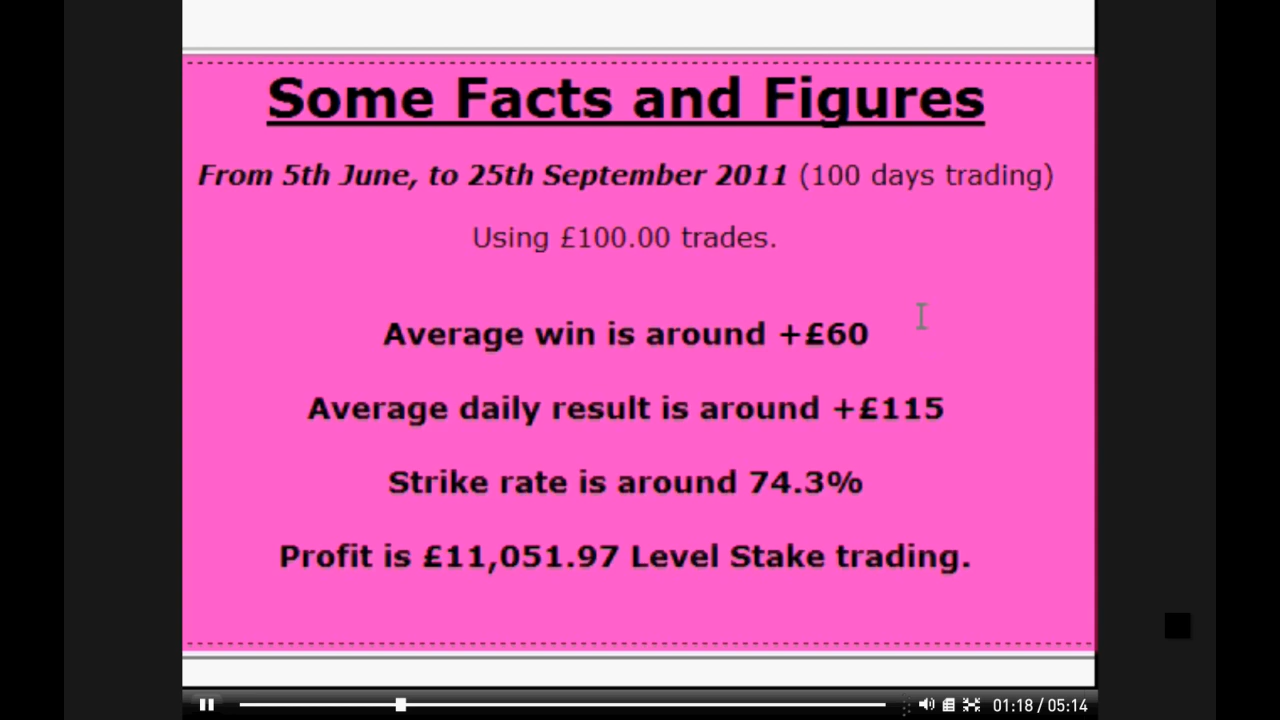 Some Facts and Figures
From 5th June, to 25th September 2011 (100 days trading)
Using £100.00 trades.
Average win is around +£60
Average daily result is around +£115
Strike rate is around 74.3%
Profit is £11,051.97 Level Stake trading.
01:18 / 05:14